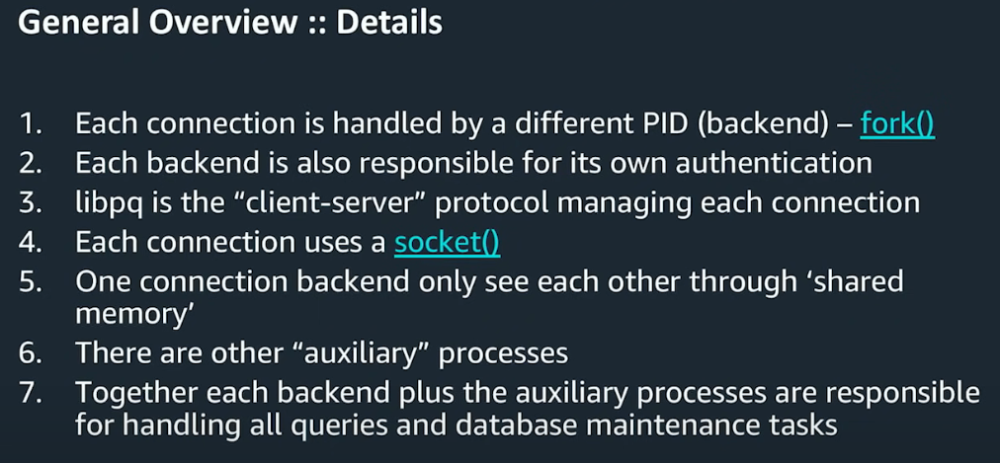 General Overview :: Details
1. Each connection is handled by a different PID (backend) – fork()
2. Each backend is also responsible for its own authentication
3. libpq is the “client-server” protocol managing each connection
4. Each connection uses a socket()
5. One connection backend only see each other through ‘shared
memory’
6. There are other “auxiliary” processes
7. Together each backend plus the auxiliary processes are responsible
for handling all queries and database maintenance tasks